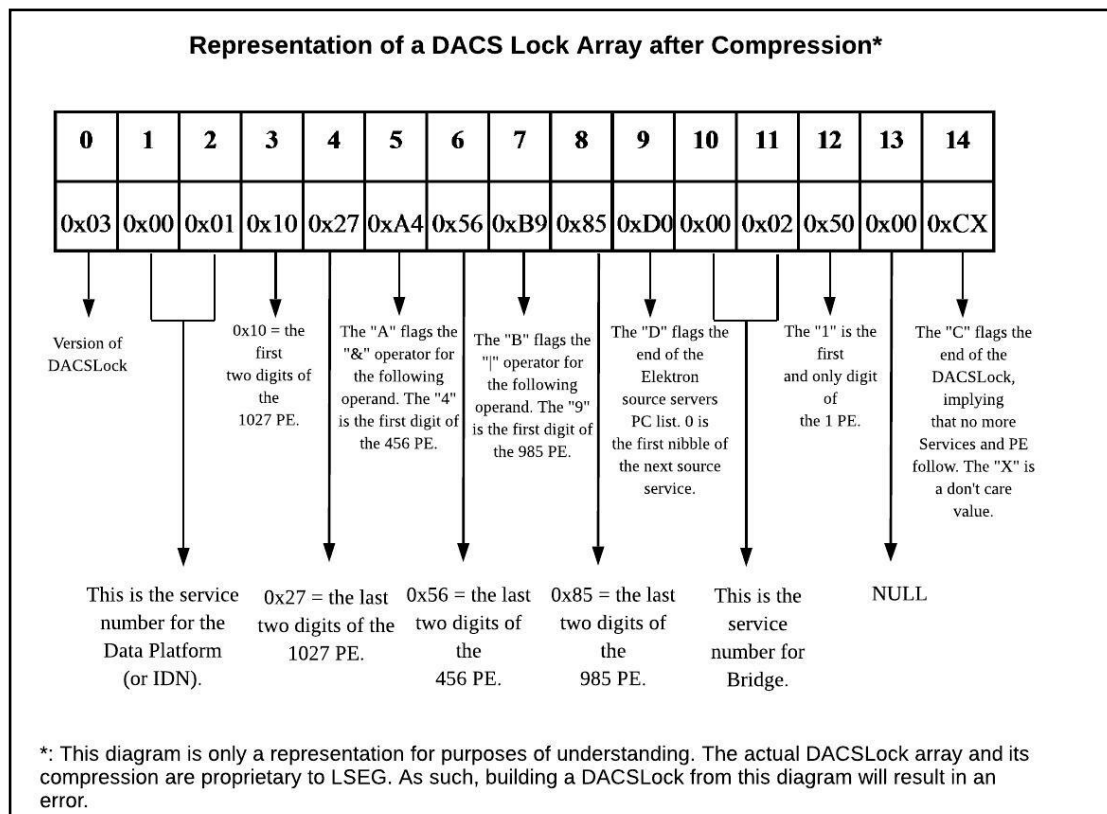 Representation of a DACS Lock Array after Compression*
0 1 2 3 4 5 6 7 8 9 10 11 12 13 14
0x03 0x00 0x01 0x10 0x27 0xA4 0x56 0xB9 0x85 0xD0 0x00 0x02 0x50 0x00 0xCX
Version of
DACSLock
0x10 = the
first
two digits of
the
1027 PE.
The "A" flags the
"&" operator for
the following
operand. The "4"
is the first digit of
the 456 PE.
The "B" flags the
"|" operator for
the following
operand. The "9"
is the first digit of
the 985 PE.
The "D" flags the
end of the
Elektron
source servers
PC list. 0 is
the first nibble of
the next source
service.
The "1" is the
first
and only digit
of
the 1 PE.
The "C" flags the
end of the
DACSLock,
implying
that no more
Services and PE
follow. The "X" is
a don't care
value.
This is the service
number for the
Data Platform
(or IDN).
0x27 = the last
two digits of the
1027 PE.
0x56 = the last
two digits of
the
456 PE.
0x85 = the last
two digits of
the
985 PE.
This is the
service
number for
Bridge.
NULL
*: This diagram is only a representation for purposes of understanding. The actual DACSLock array and its
compression are proprietary to LSEG. As such, building a DACSLock from this diagram will result in an
error.